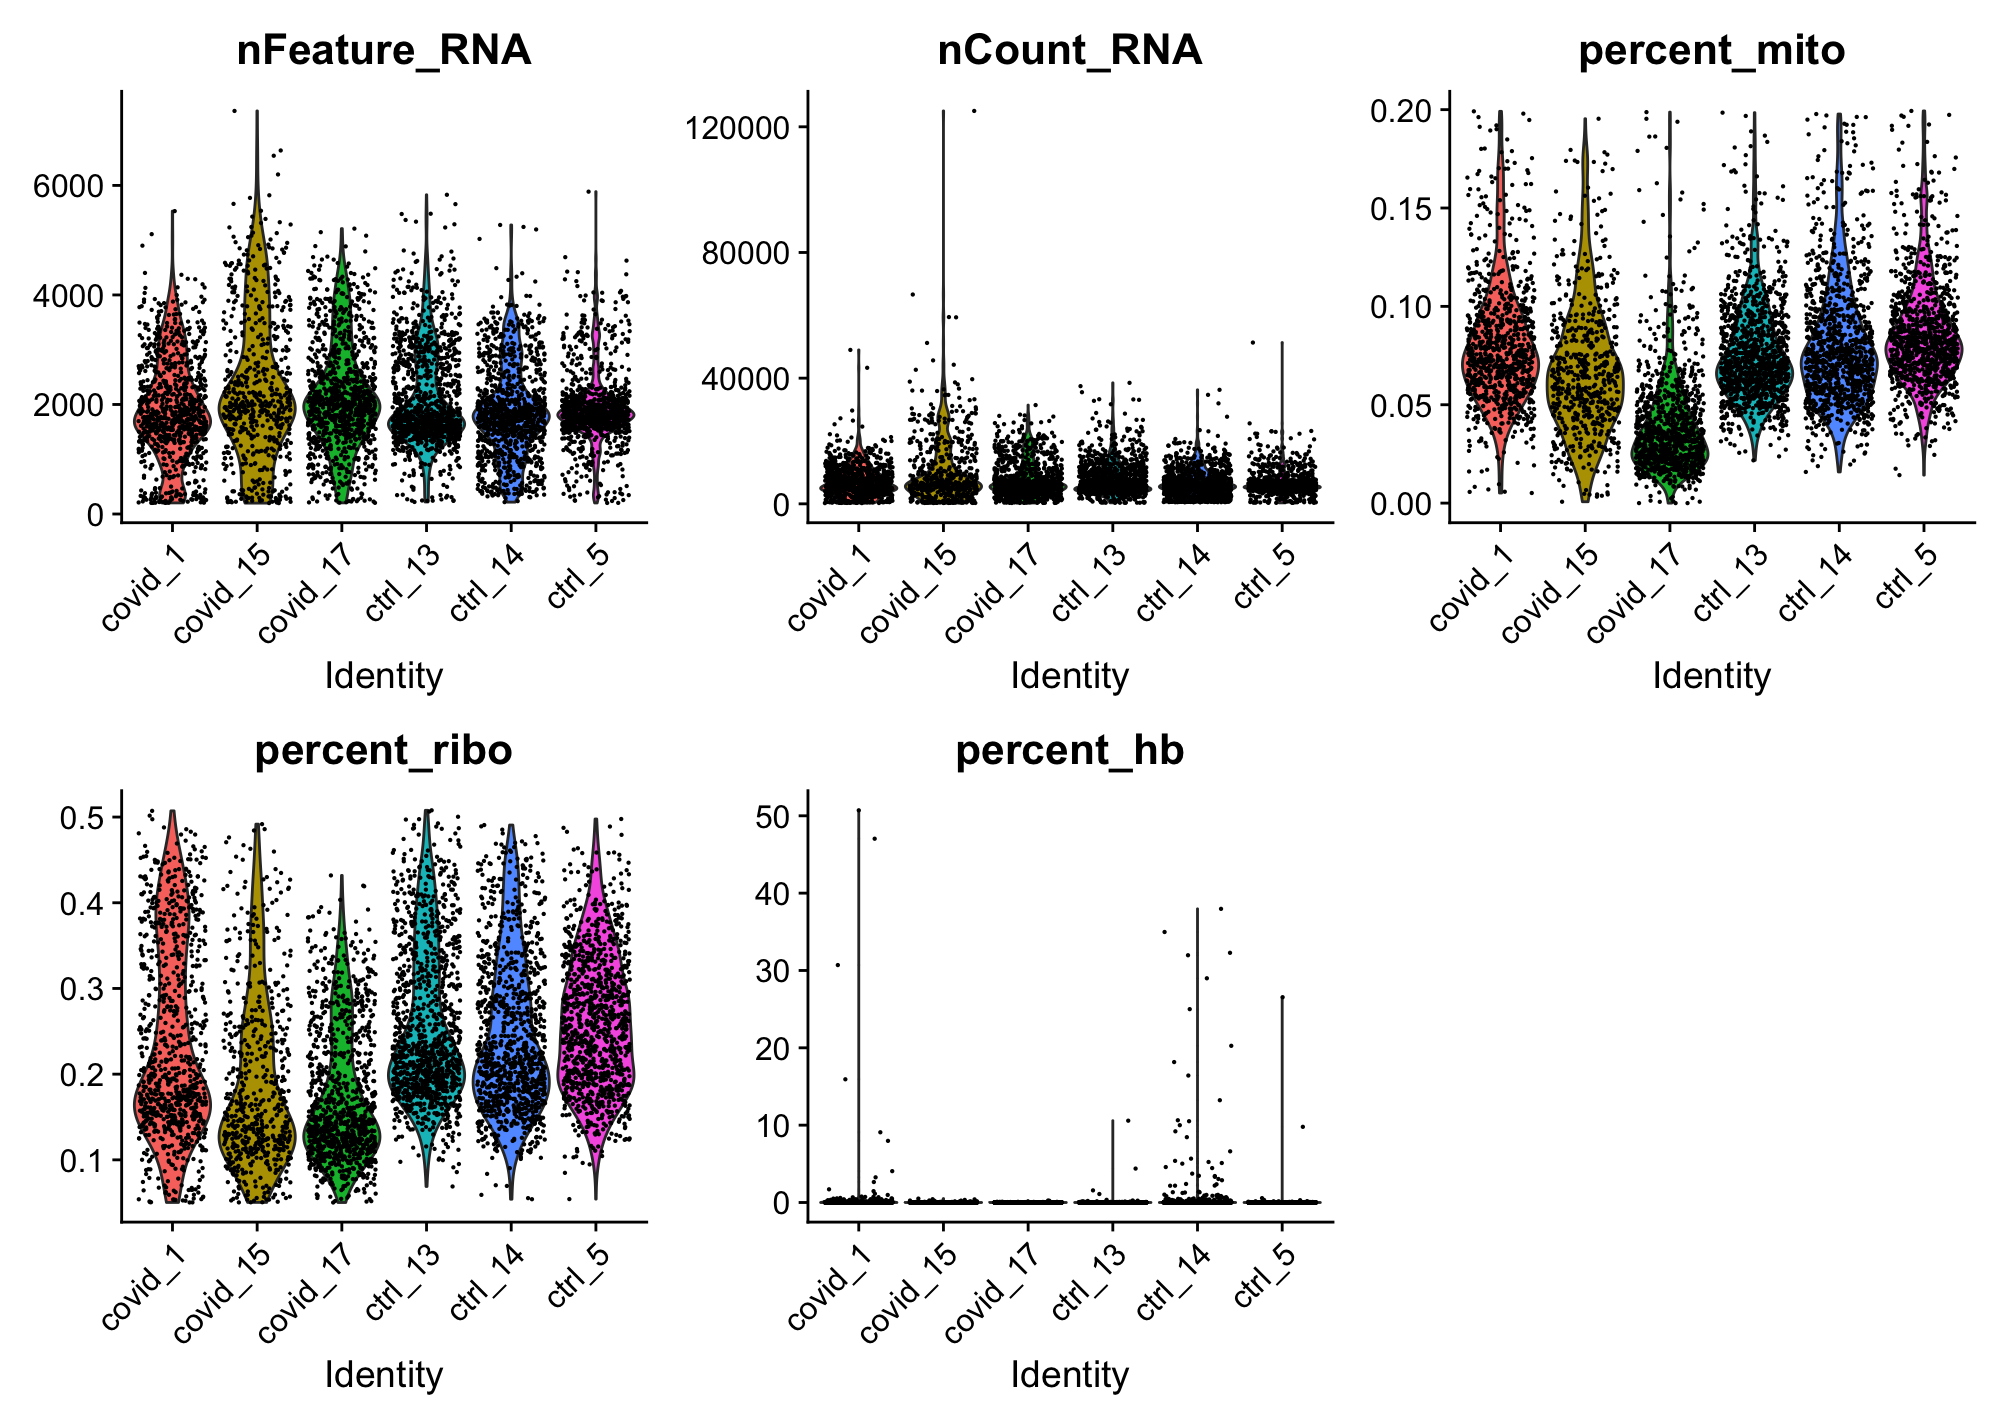 nFeature_RNA
6000
4000
2000
0
covid_1
covid_15
covid_17
ctrl_13
ctrl_14
ctrl_5
Identity
nCount_RNA
120000
80000
40000
0
covid_1
covid_15
covid_17
ctrl_13
ctrl_14
ctrl_5
Identity
percent_mito
0.20
0.15
0.10
0.05
0.00
covid_1
covid_15
covid_17
ctrl_13
ctrl_14
ctrl_5
Identity
percent_ribo
0.5
0.4
0.3
0.2
0.1
covid_1
covid_15
covid_17
ctrl_13
ctrl_14
ctrl_5
Identity
percent_hb
50
40
30
20
10
0
covid_1
covid_15
covid_17
ctrl_13
ctrl_14
ctrl_5
Identity